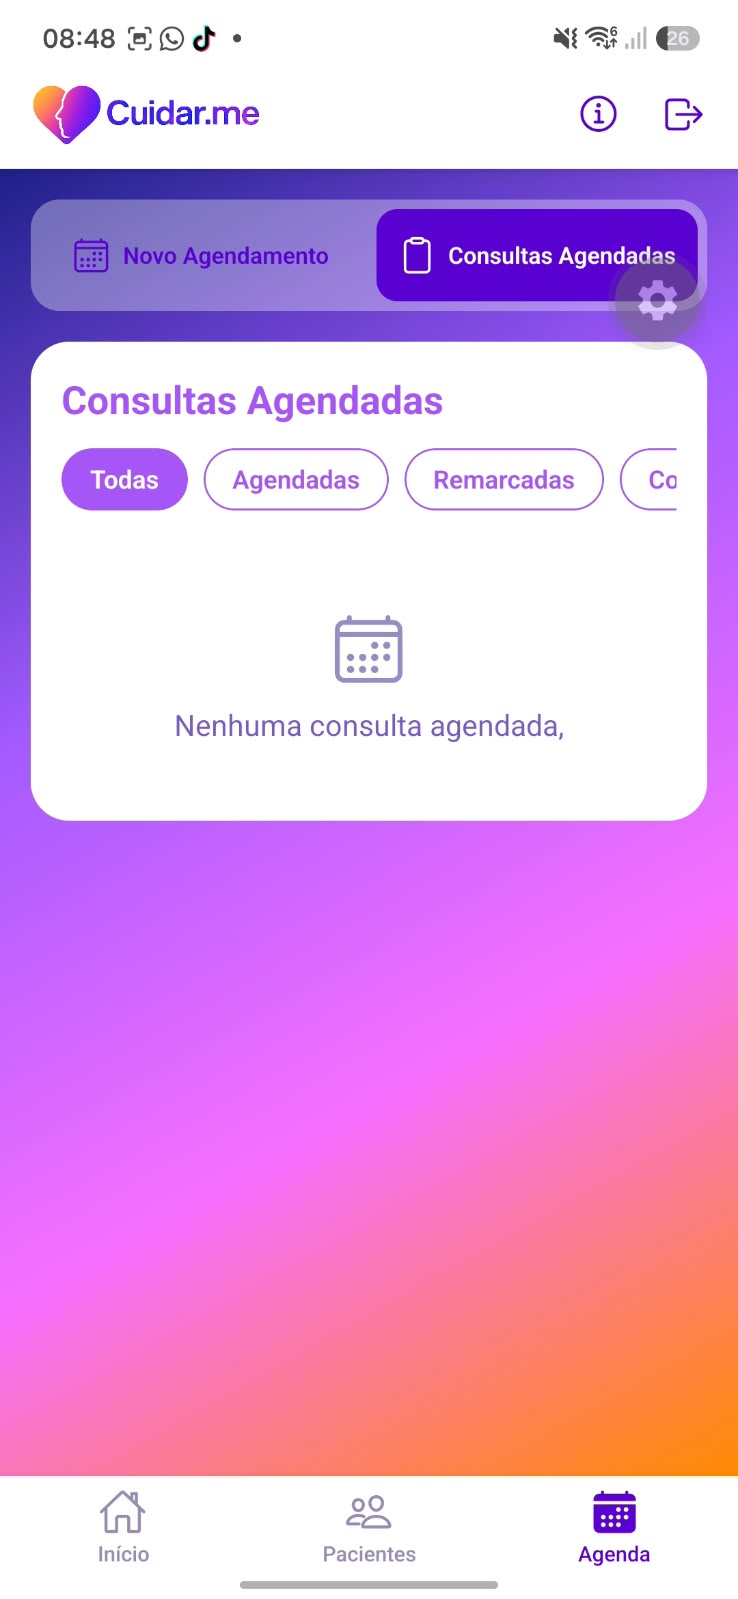 08:48
6
26
Cuidar.me
Novo Agendamento
Consultas Agendadas
Consultas Agendadas
Todas
Agendadas
Remarcadas
Co
Nenhuma consulta agendada,
Início
Pacientes
Agenda